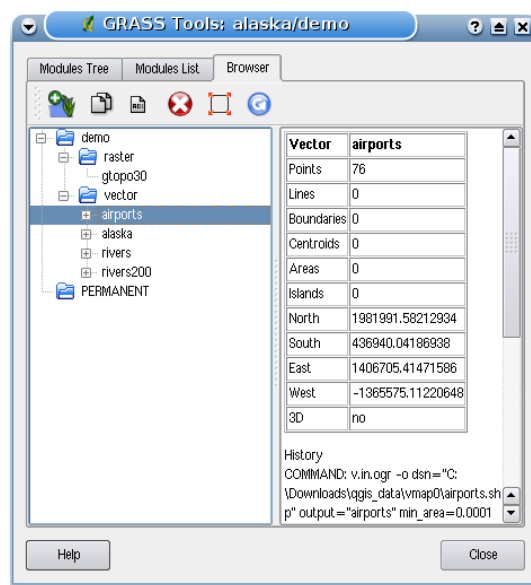 GRASS Tools: alaska/demo
Modules Tree Modules List Browser
demo
raster
gtopo30
vector
airports
alaska
rivers
rivers200
PERMANENT
Vector airports
Points 76
Lines 0
Boundaries 0
Centroids 0
Areas 0
Islands 0
North 1981991.58212934
South 436940.04186938
East 1406705.41471586
West -1365575.11220648
3D no
History
COMMAND: v.in.ogr -o dsn="C:
\Downloads\qgis_data\vmap0\airports.sh
p" output="airports" min_area=0.0001
Help Close